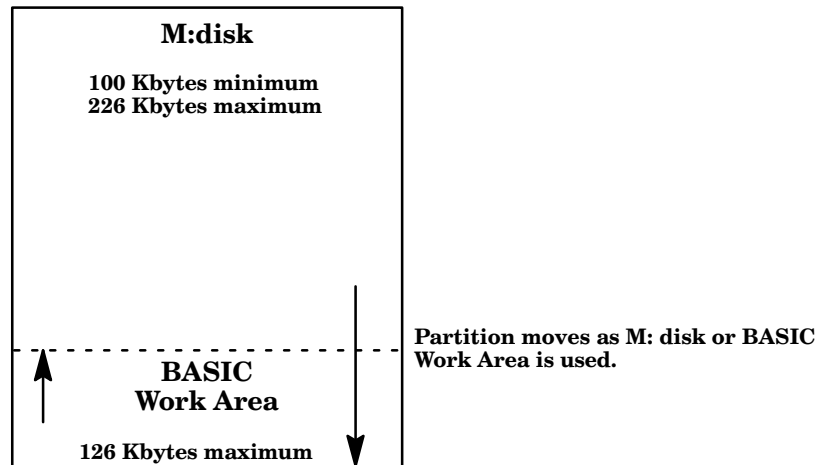 M:disk
100 Kbytes minimum
226 Kbytes maximum
Partition moves as M: disk or BASIC
Work Area is used.
BASIC
Work Area
126 Kbytes maximum